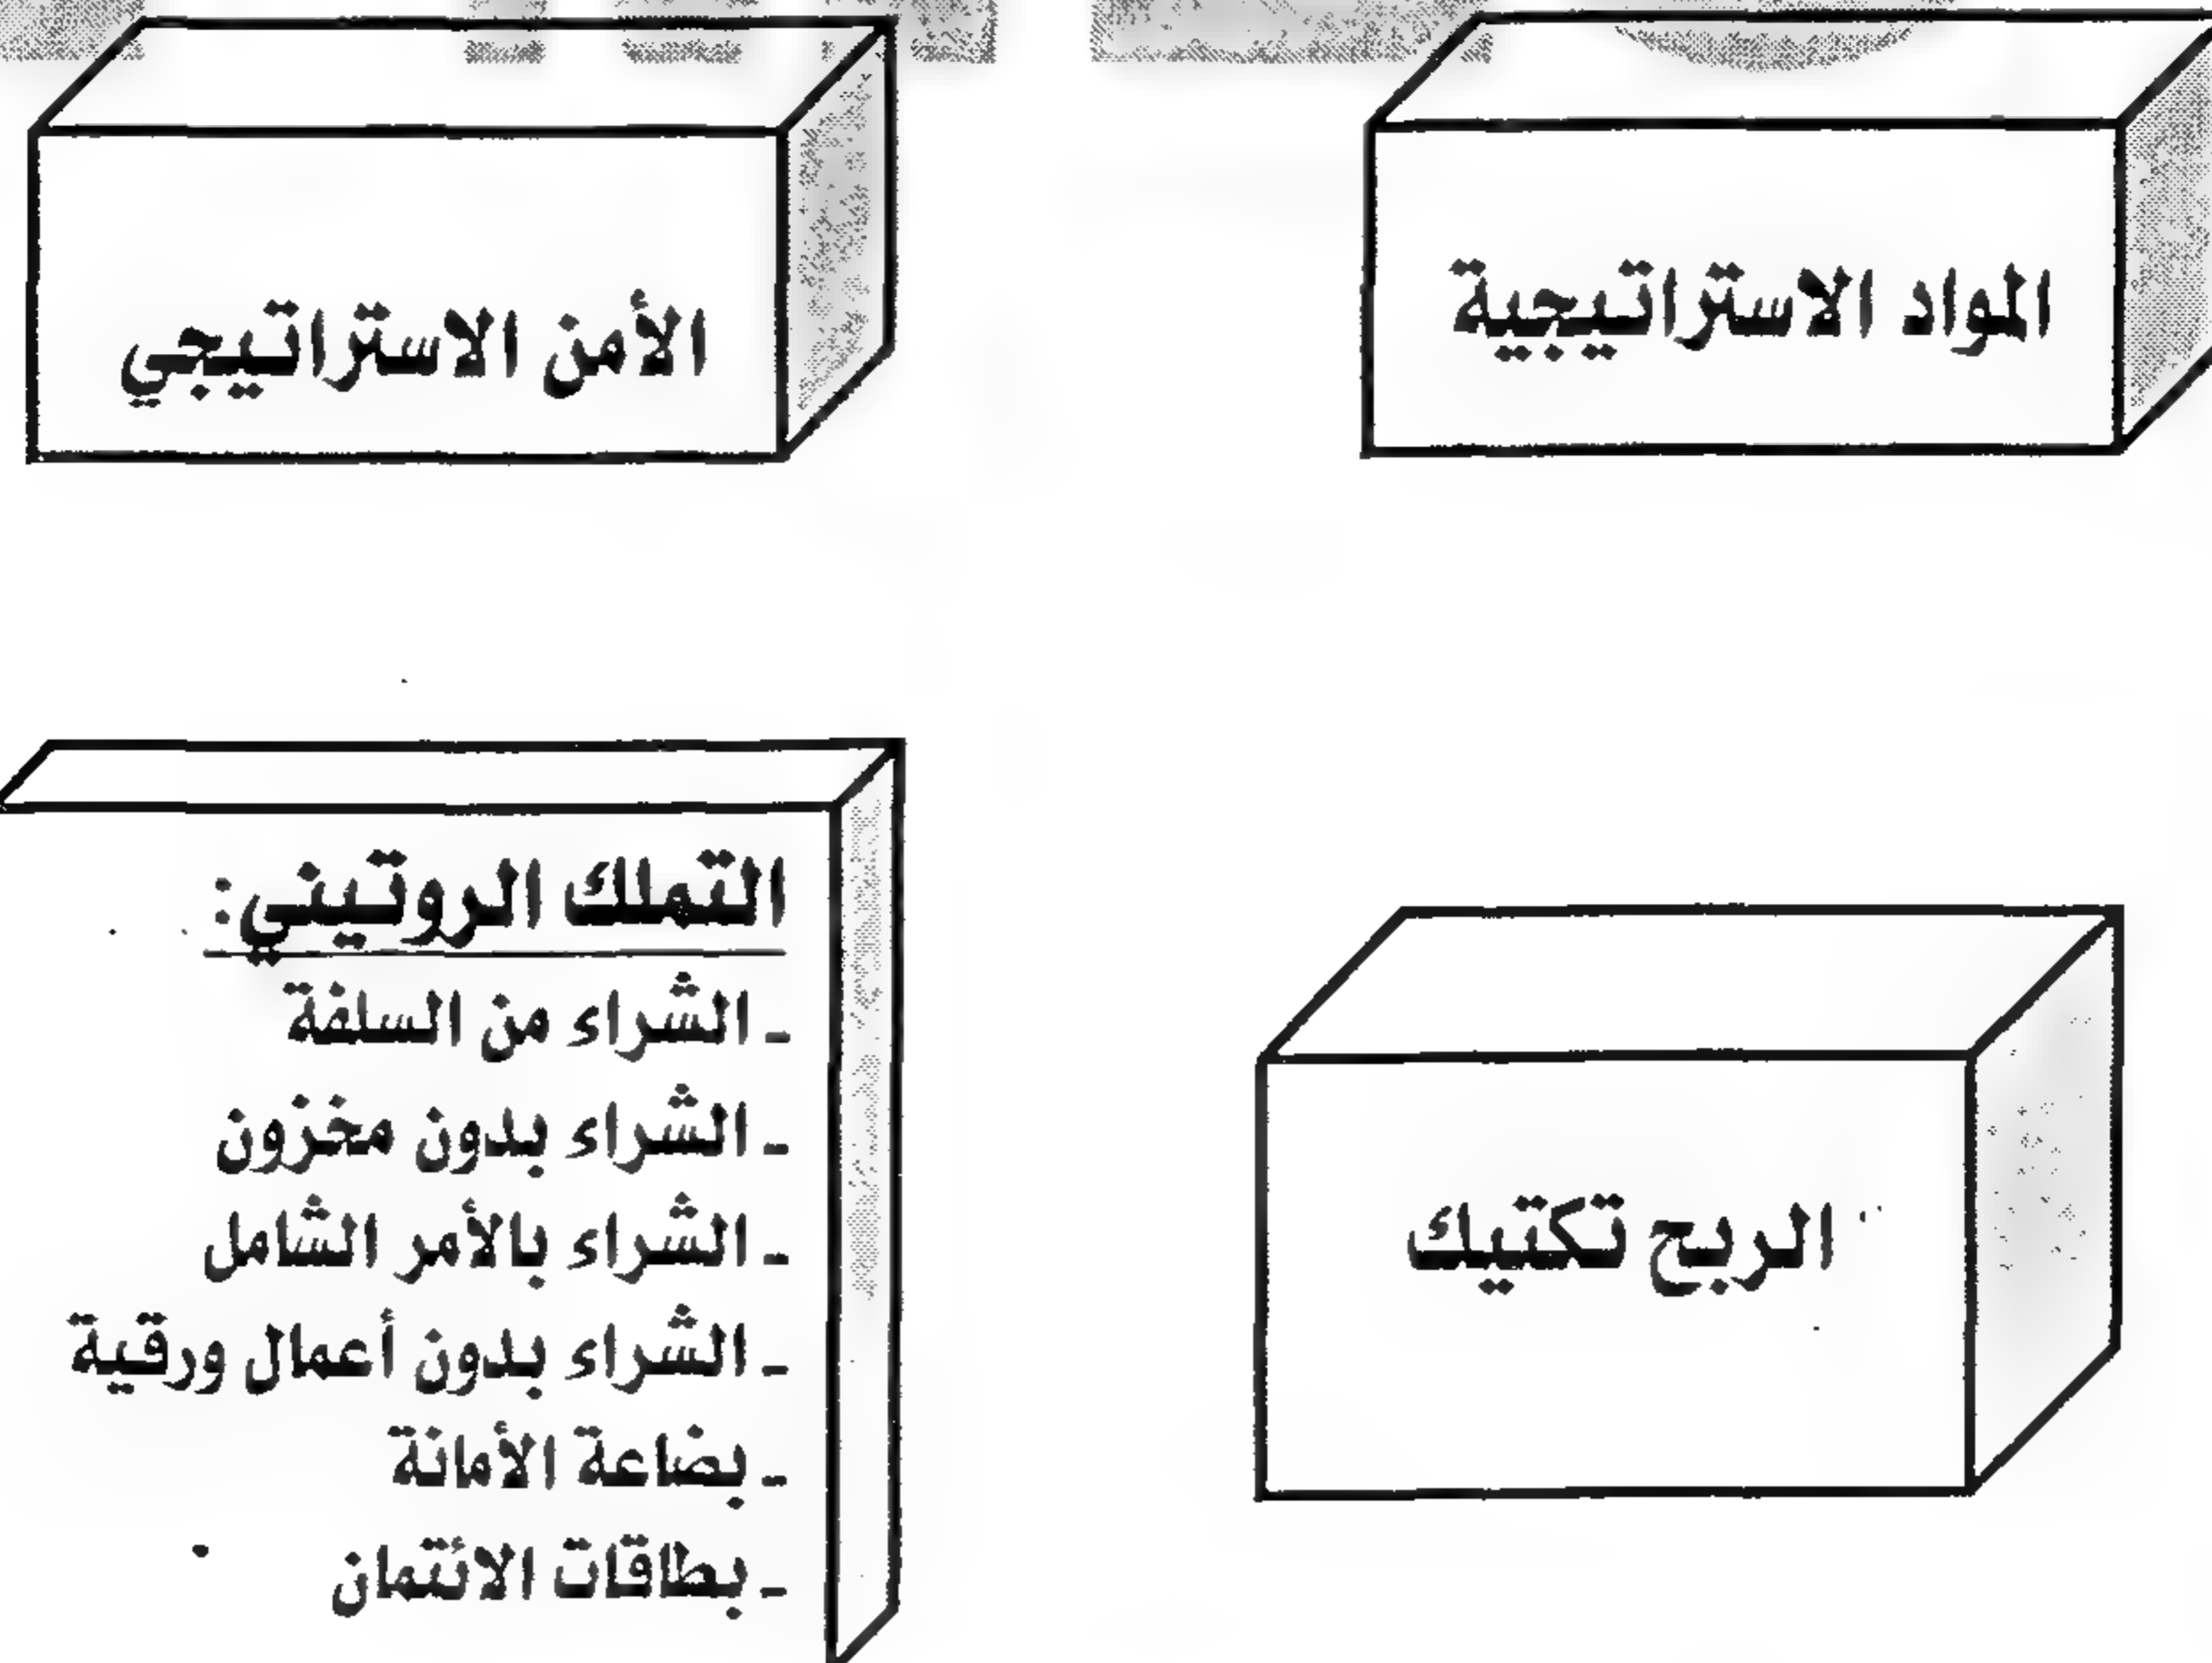 المواد الاستراتيجية
الأمن الاستراتيجي
الربح تكتيك
التملك الروتيني:
ـ الشراء من السلفة
ـ الشراء بدون مخزون
ـ الشراء بالأمر الشامل
ـ الشراء بدون أعمال ورقية
ـ بضاعة الأمانة
ـ بطاقات الائتمان